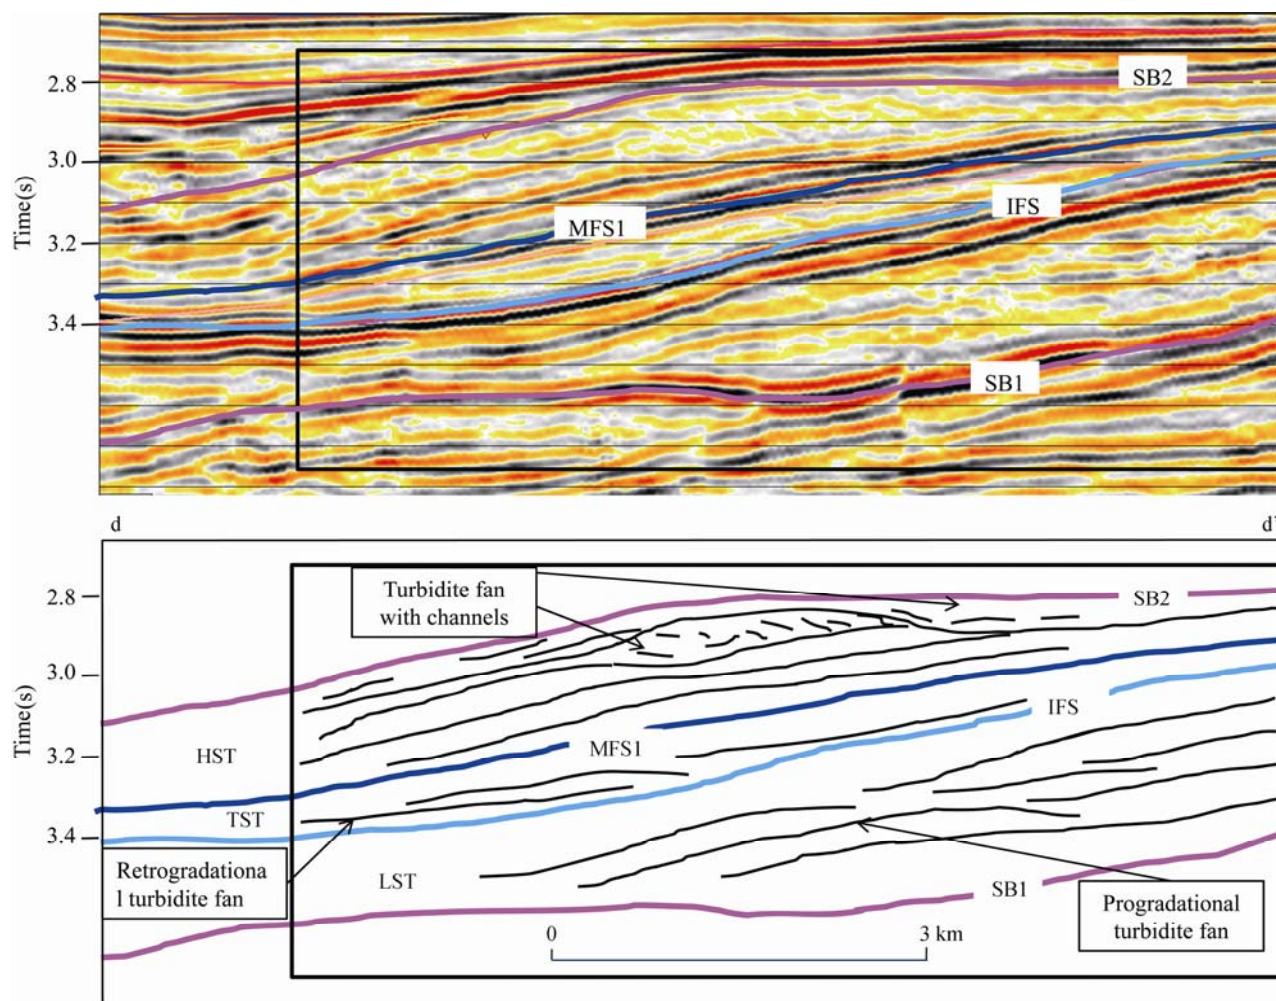 SB2
2.8
3.0
IFS
MFS1
3.2
Time(s)
3.4
SB1
d
d'
Turbidite fan
with channels
2.8
SB2
3.0
Time(s)
IFS
HST
MFS1
3.2
TST
3.4
Retrogradationa
l turbidite fan
LST
SB1
Progradational
turbidite fan
0
3 km